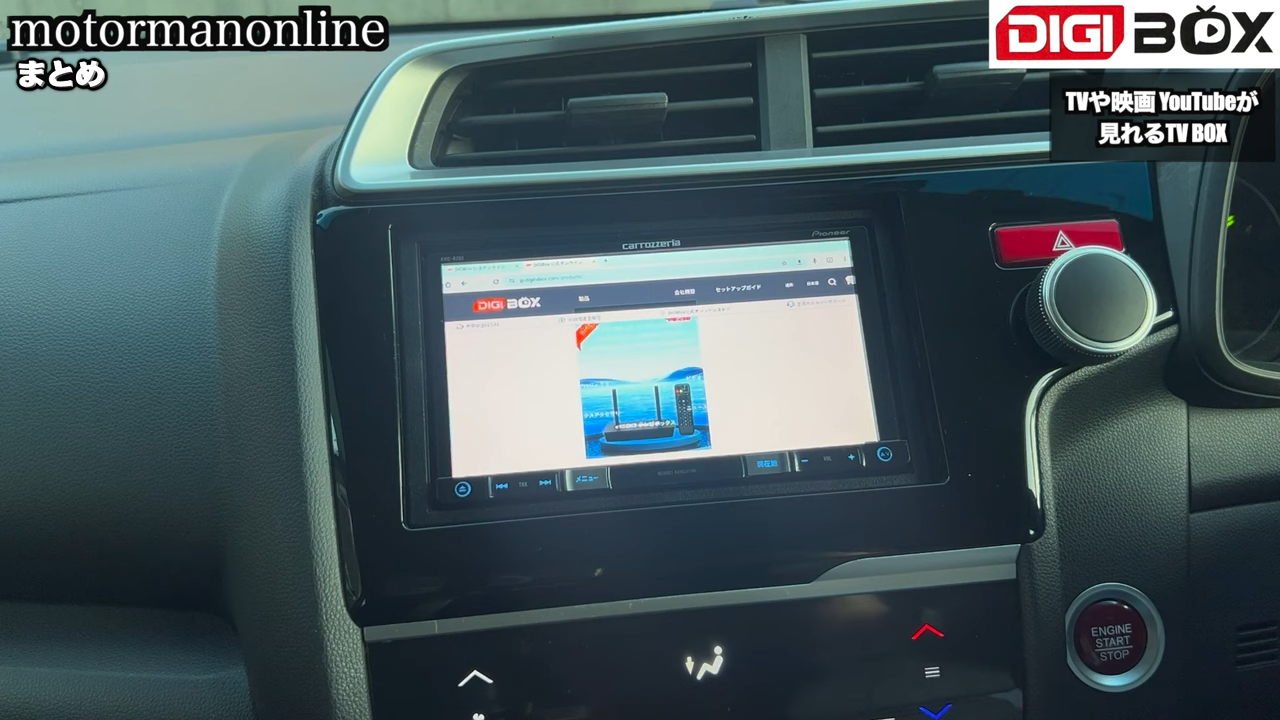 motormanonline
まとめ
DIGI BOX
TVや映画 YouTubeが
見れるTV BOX
carrozzeria
Pioneer
DIGI BOX
製品
会社概要
セットアップガイド
メニュー
TRK
現在地
VOL
AV
ENGINE
START
STOP